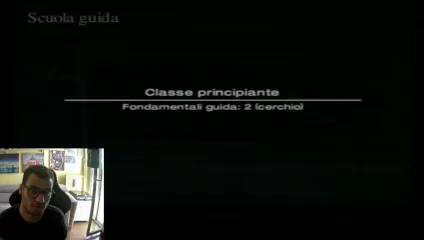 Scuola guida
Classe principiante
Fondamentali guida: 2 (cerchio)